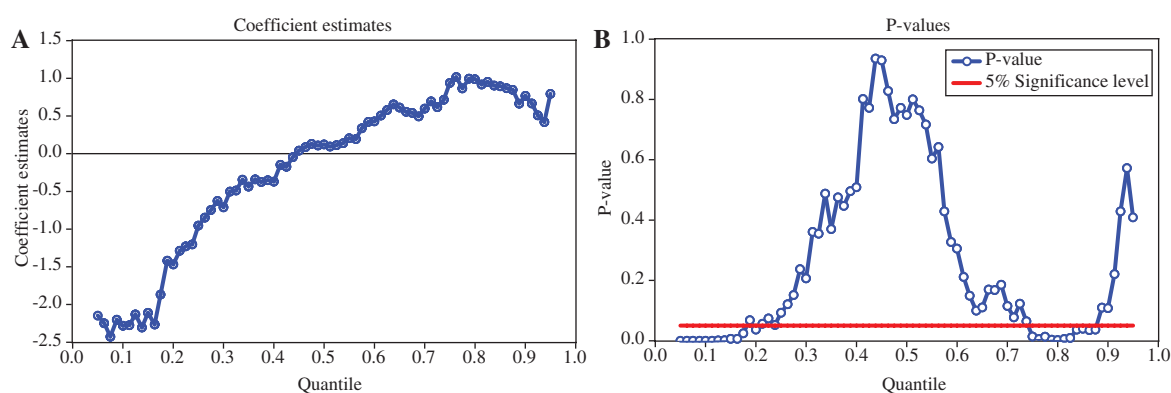 A
Coefficient estimates
1.5
1.0
0.5
0.0
-0.5
-1.0
-1.5
-2.0
-2.5
Coefficient estimates
0.0 0.1 0.2 0.3 0.4 0.5 0.6 0.7 0.8 0.9 1.0
Quantile
B
P-values
1.0
0.8
0.6
0.4
0.2
0.0
P-value
P-value
5% Significance level
0.0 0.1 0.2 0.3 0.4 0.5 0.6 0.7 0.8 0.9 1.0
Quantile